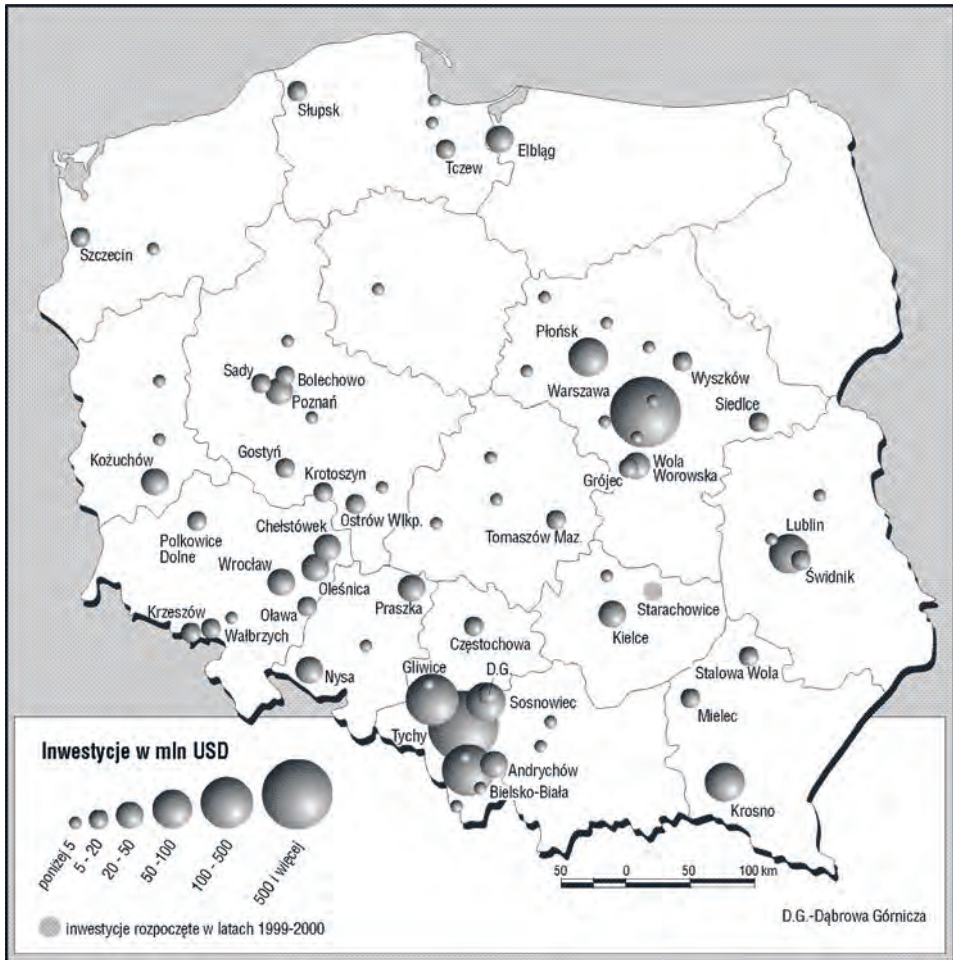 Słupsk
Elbląg
Tczew
Szczecin
Płońsk
Sady
Bolechowo
Poznań
Warszawa
Wyszków
Siedlce
Gostyń
Krotoszyn
Kożuchów
Wola
Worowska
Grójec
Chełstówek
Ostrów Wlkp.
Polkowice
Dolne
Tomaszów Maz.
Lublin
Wrocław
Oleśnica
Świdnik
Krzeszów
Oława
Praszka
Starachowice
Wałbrzych
Częstochowa
Kielce
Gliwice
D.G.
Nysa
Stalowa Wola
Sosnowiec
Mielec
Tychy
Andrychów
Bielsko-Biała
Krosno
Inwestycje w mln USD
poniżej 5
5 - 20
20 - 50
50 -100
100 - 500
500 i więcej
50 0 50 100 km
inwestycje rozpoczęte w latach 1999-2000
D.G.-Dąbrowa Górnicza